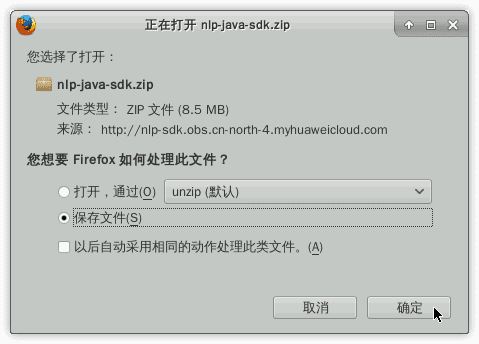 正在打开 nlp-java-sdk.zip
您选择了打开：
nlp-java-sdk.zip
文件类型： ZIP 文件 (8.5 MB)
来源： http://nlp-sdk.obs.cn-north-4.myhuaweicloud.com
您想要 Firefox 如何处理此文件？
打开，通过(O) unzip (默认)
保存文件(S)
以后自动采用相同的动作处理此类文件。(A)
取消 确定